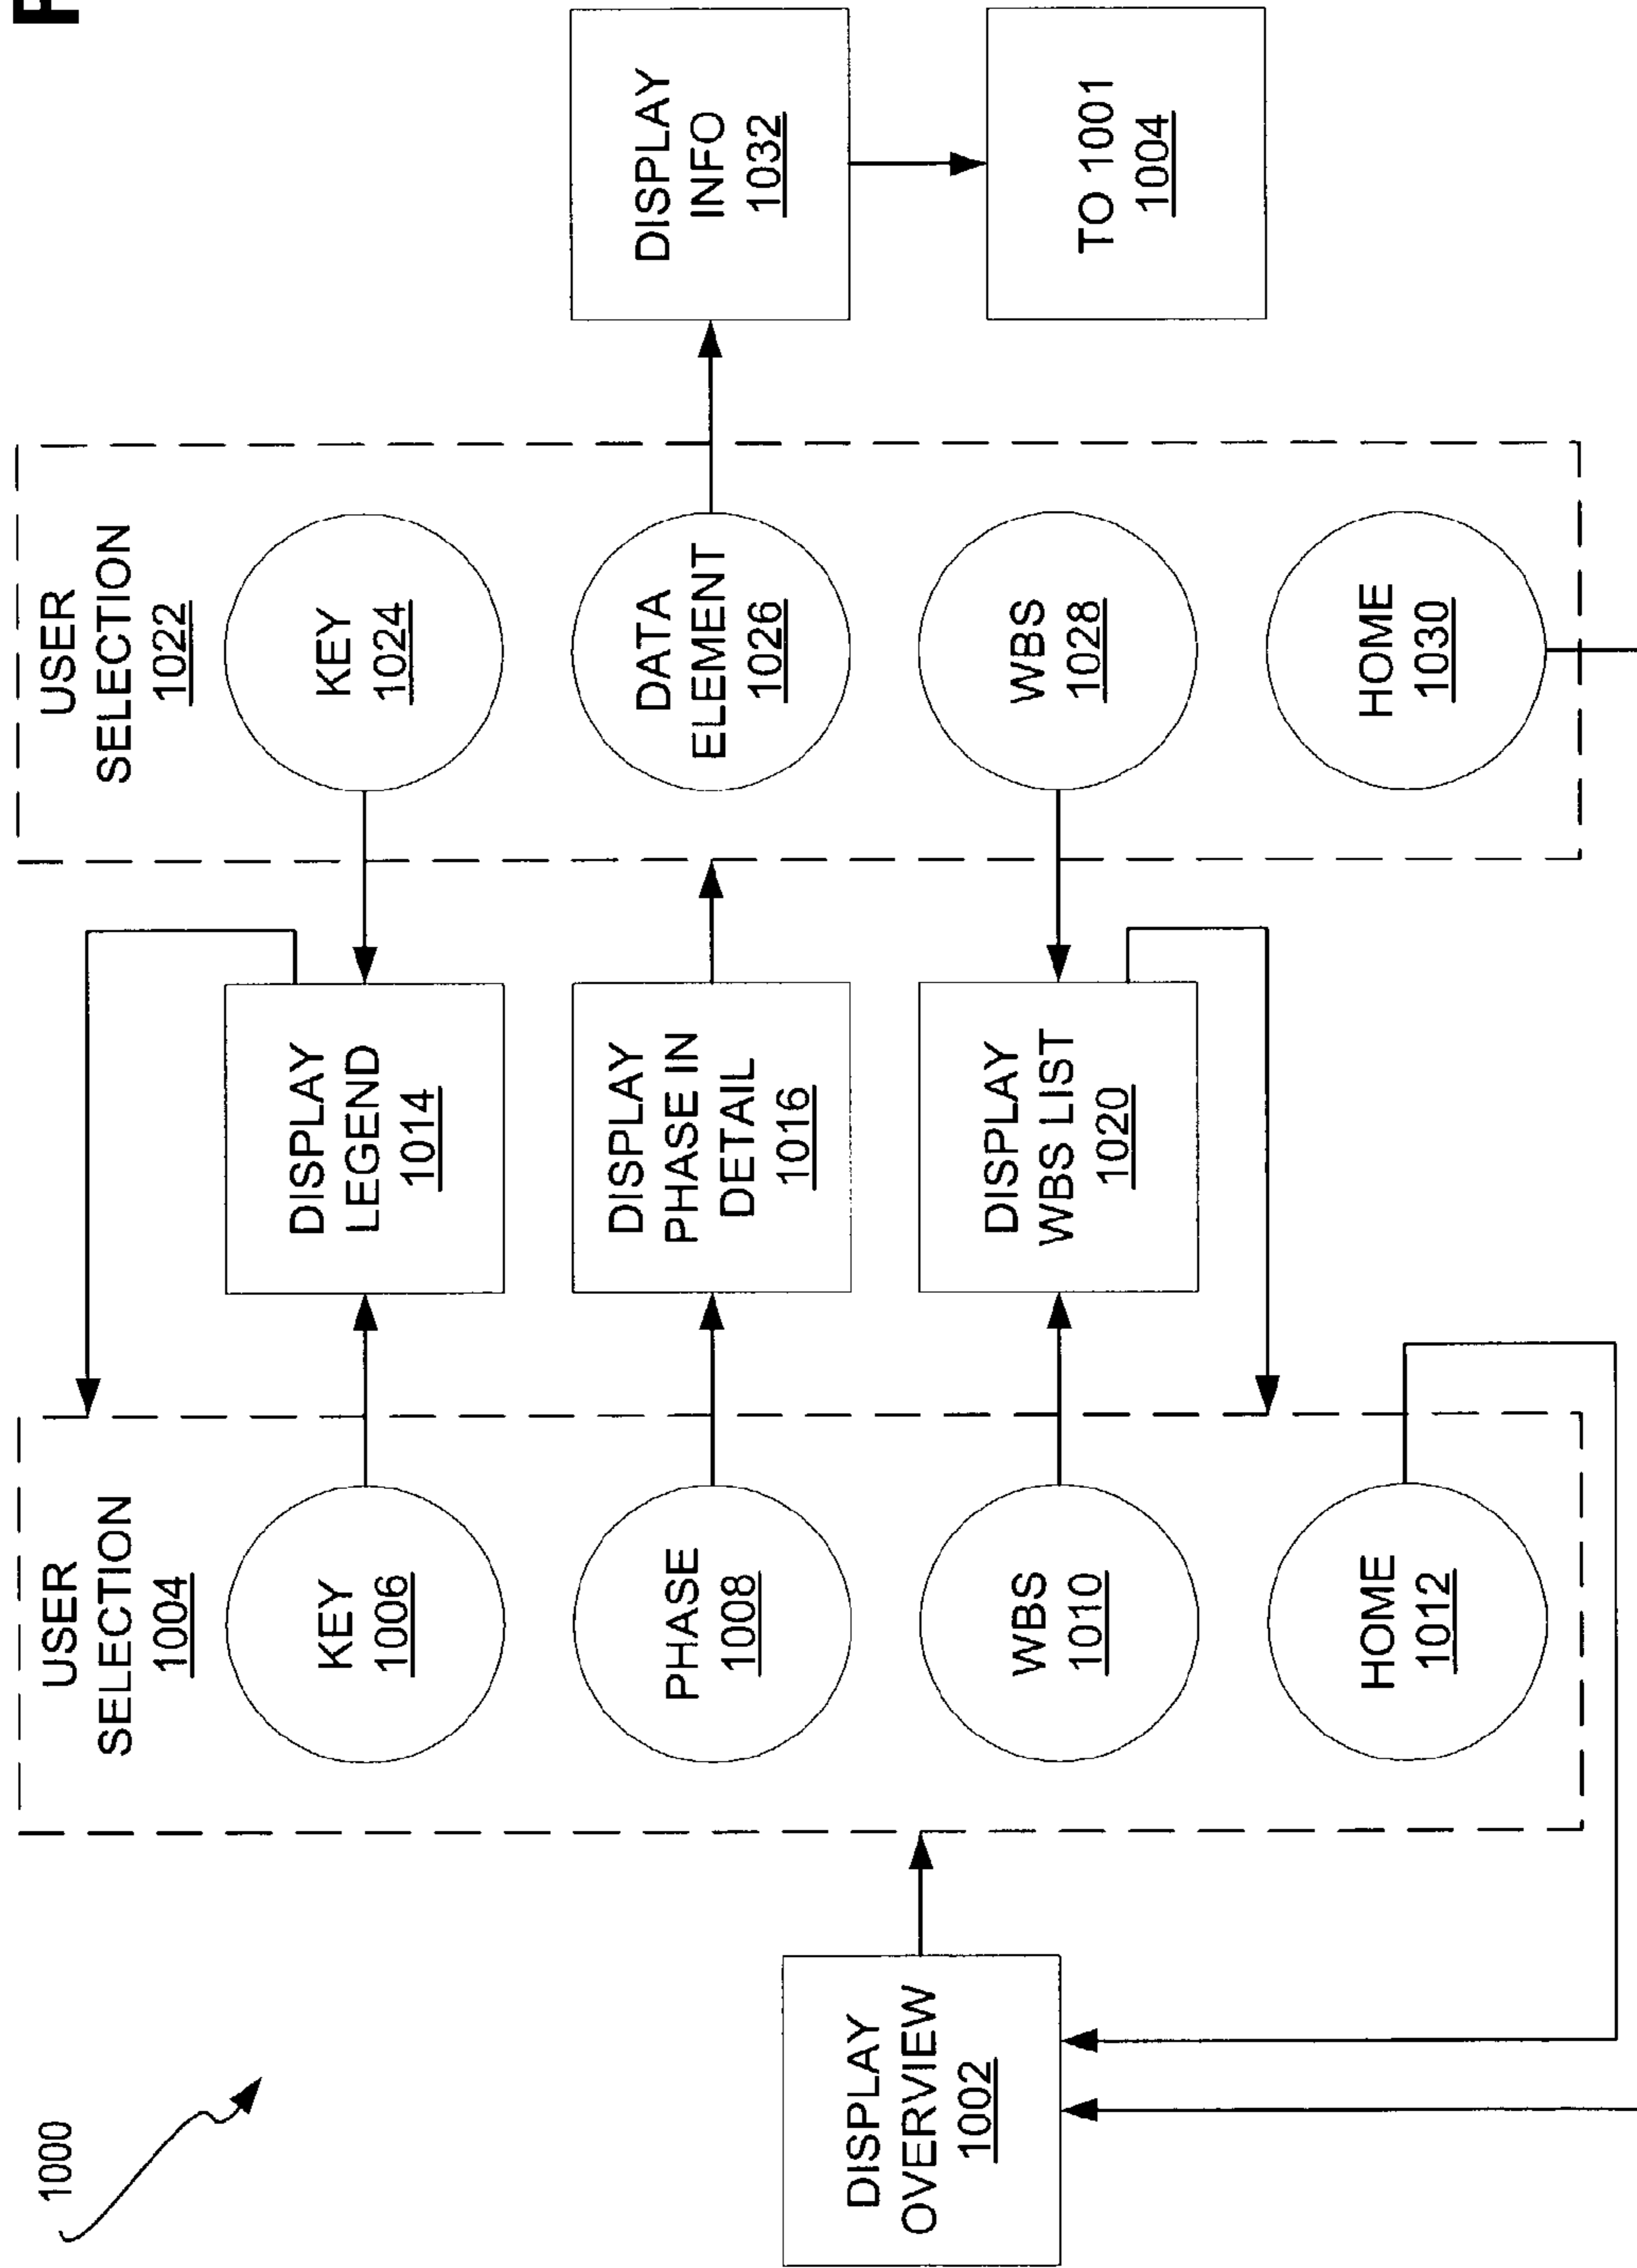 1000
DISPLAY
OVERVIEW
1002
USER
SELECTION
1004
KEY
1006
PHASE
1008
WBS
1010
HOME
1012
DISPLAY
LEGEND
1014
DISPLAY
PHASE IN
DETAIL
1016
DISPLAY
WBS LIST
1020
USER
SELECTION
1022
KEY
1024
DATA
ELEMENT
1026
WBS
1028
HOME
1030
DISPLAY
INFO
1032
TO 1001
1004